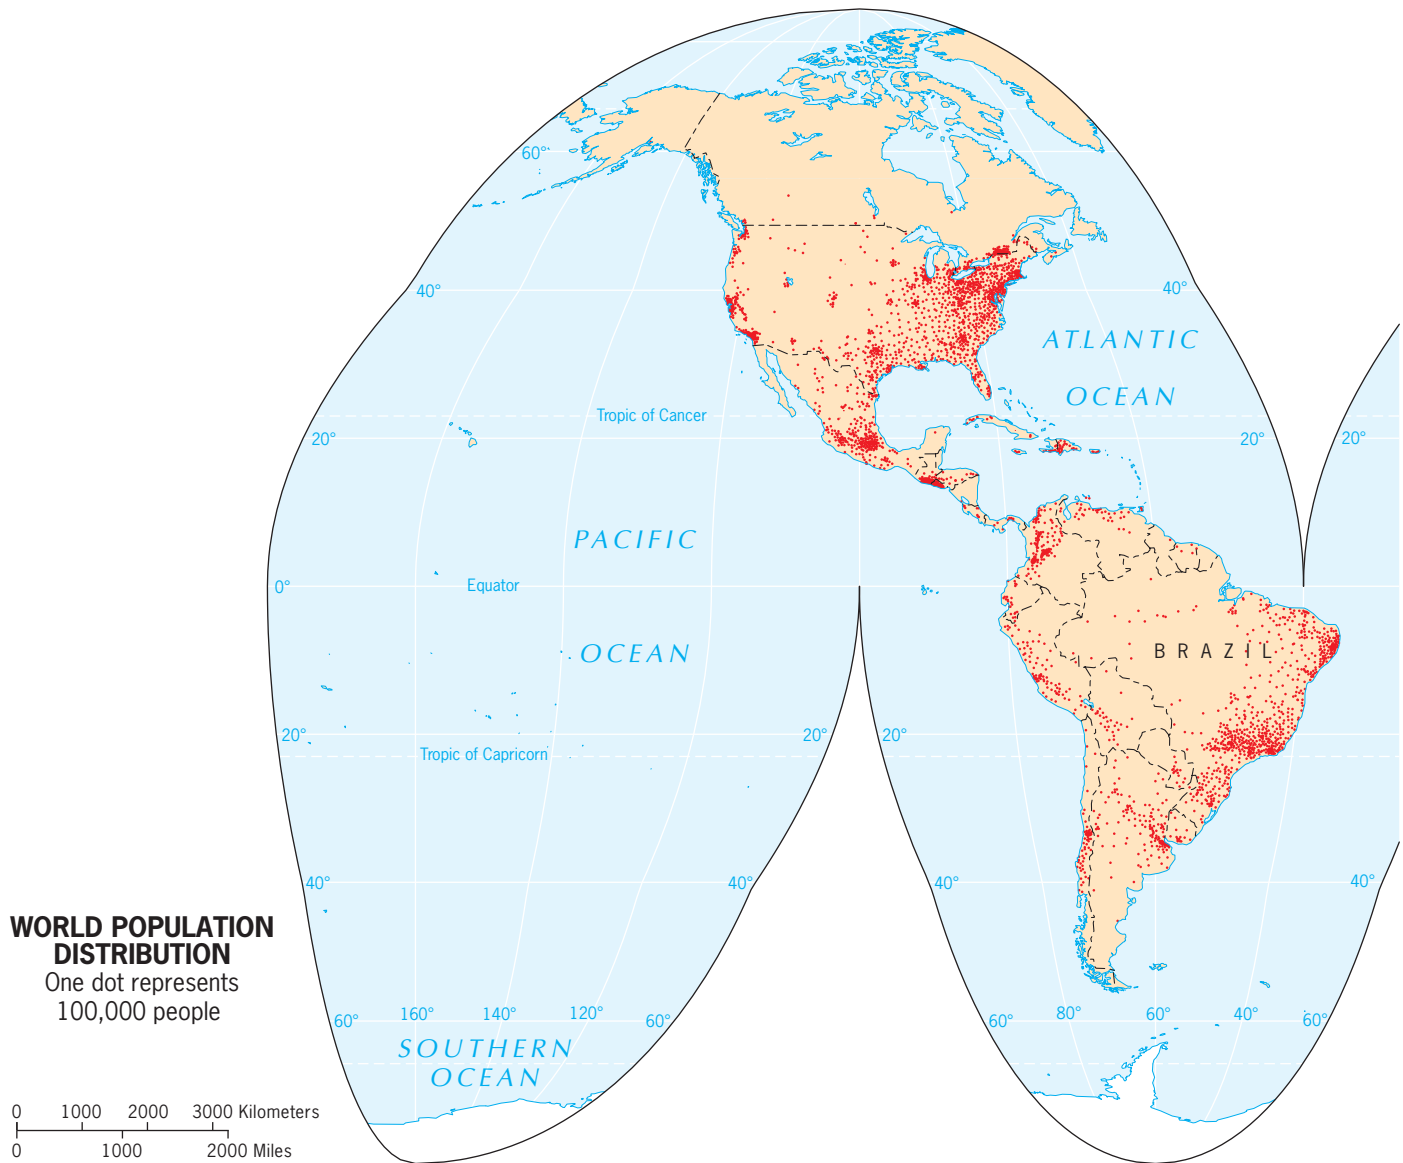 60°
40°
40°
ATLANTIC
OCEAN
Tropic of Cancer
20°
20°
20°
PACIFIC
0°
Equator
OCEAN
BRAZIL
20°
20°
20°
Tropic of Capricorn
40°
40°
40°
40°
WORLD POPULATION
DISTRIBUTION
One dot represents
100,000 people
60°
160°
140°
120°
60°
60°
80°
60°
40°
60°
SOUTHERN
OCEAN
0 1000 2000 3000 Kilometers
0 1000 2000 Miles